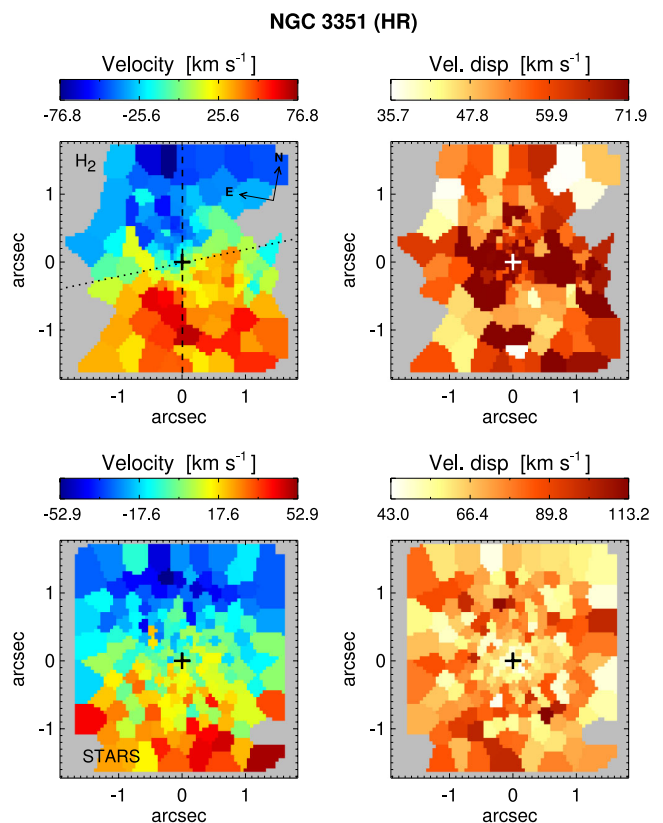 NGC 3351 (HR)
Velocity [km s⁻¹]
-76.8 -25.6 25.6 76.8
Vel. disp [km s⁻¹]
35.7 47.8 59.9 71.9
H₂
N
E
arcsec
1
0
-1
-1 0 1
arcsec
arcsec
1
0
-1
-1 0 1
arcsec
Velocity [km s⁻¹]
-52.9 -17.6 17.6 52.9
Vel. disp [km s⁻¹]
43.0 66.4 89.8 113.2
arcsec
1
0
-1
STARS
-1 0 1
arcsec
arcsec
1
0
-1
-1 0 1
arcsec